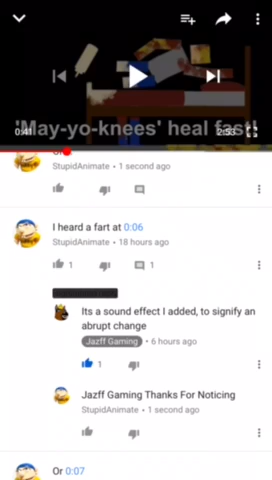 'May-yo-knees' heal fast!
0:41
2:53
StupidAnimate • 1 second ago
I heard a fart at 0:06
StupidAnimate • 18 hours ago
1
1
Its a sound effect I added, to signify an
abrupt change
Jazff Gaming • 6 hours ago
1
Jazff Gaming Thanks For Noticing
StupidAnimate • 1 second ago
Or 0:07